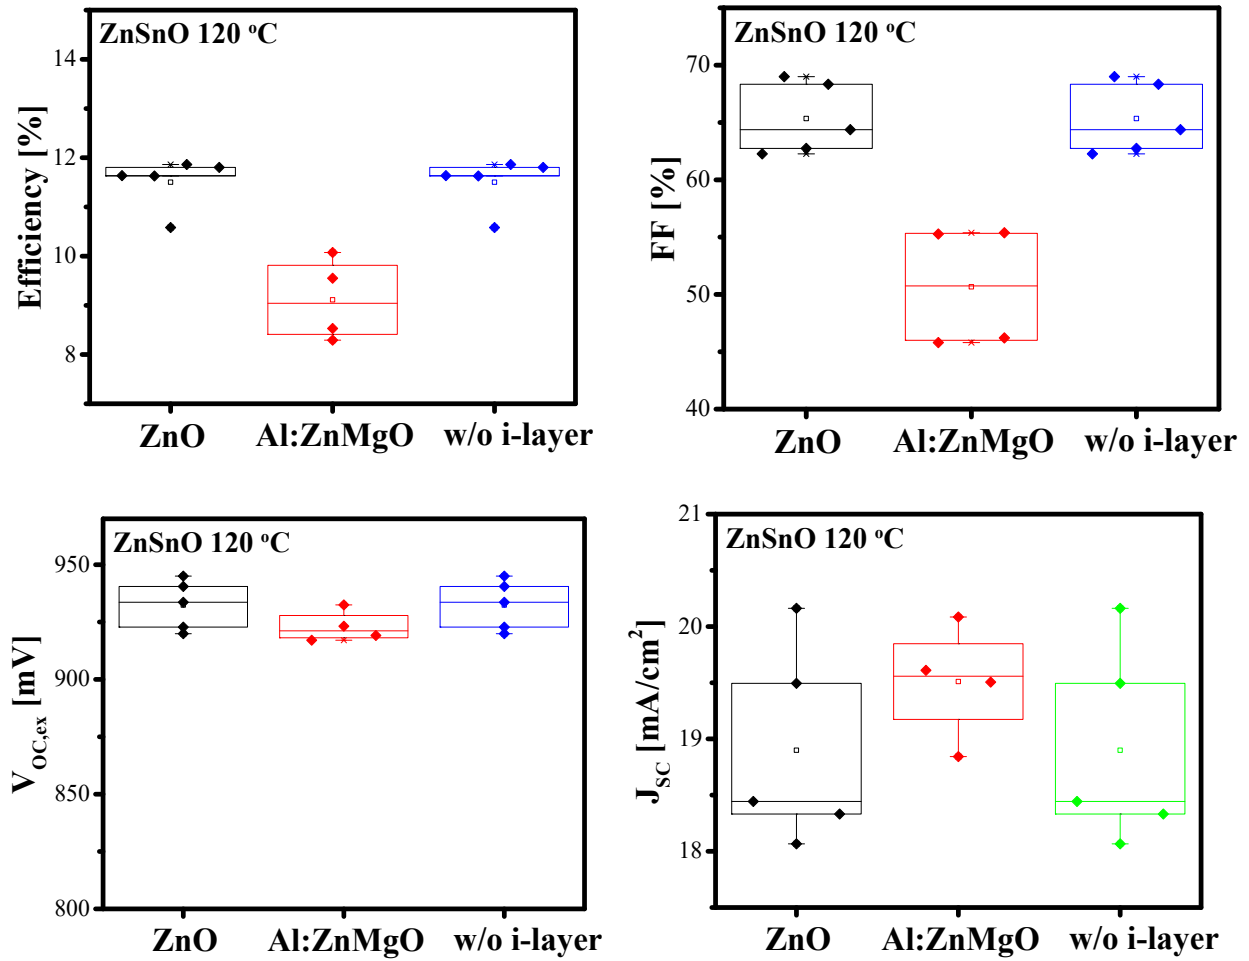 ZnSnO 120 °C
Efficiency [%]
14
12
10
8
ZnO Al:ZnMgO w/o i-layer
ZnSnO 120 °C
FF [%]
70
60
50
40
ZnO Al:ZnMgO w/o i-layer
ZnSnO 120 °C
V_OC,ex [mV]
950
900
850
800
ZnO Al:ZnMgO w/o i-layer
ZnSnO 120 °C
J_SC [mA/cm²]
21
20
19
18
ZnO Al:ZnMgO w/o i-layer